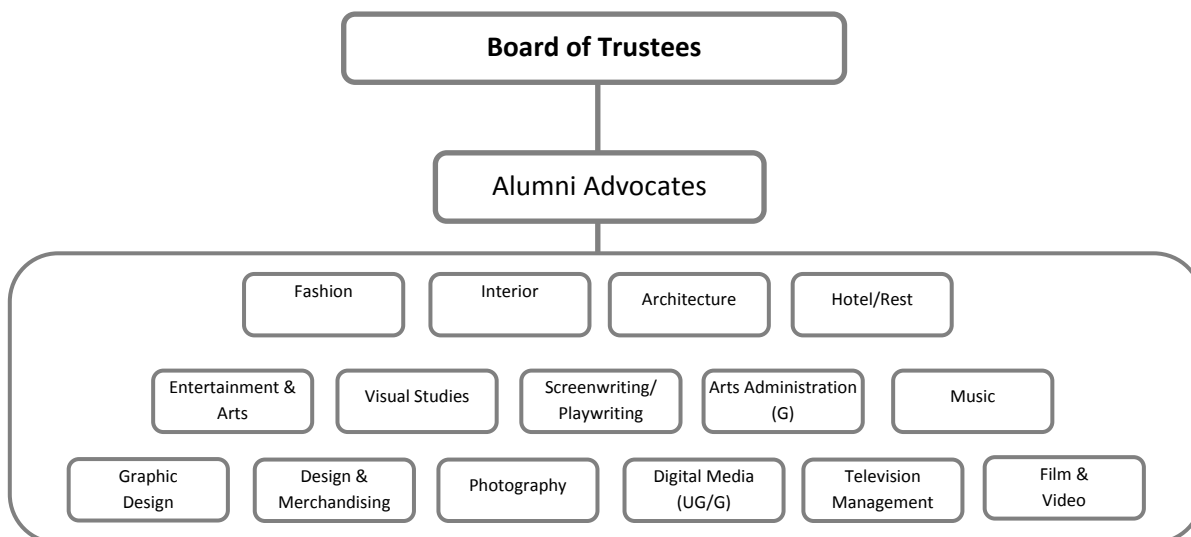 Board of Trustees
Alumni Advocates
Fashion
Interior
Architecture
Hotel/Rest
Entertainment &
Arts
Visual Studies
Screenwriting/
Playwriting
Arts Administration
(G)
Music
Graphic
Design
Design &
Merchandising
Photography
Digital Media
(UG/G)
Television
Management
Film &
Video